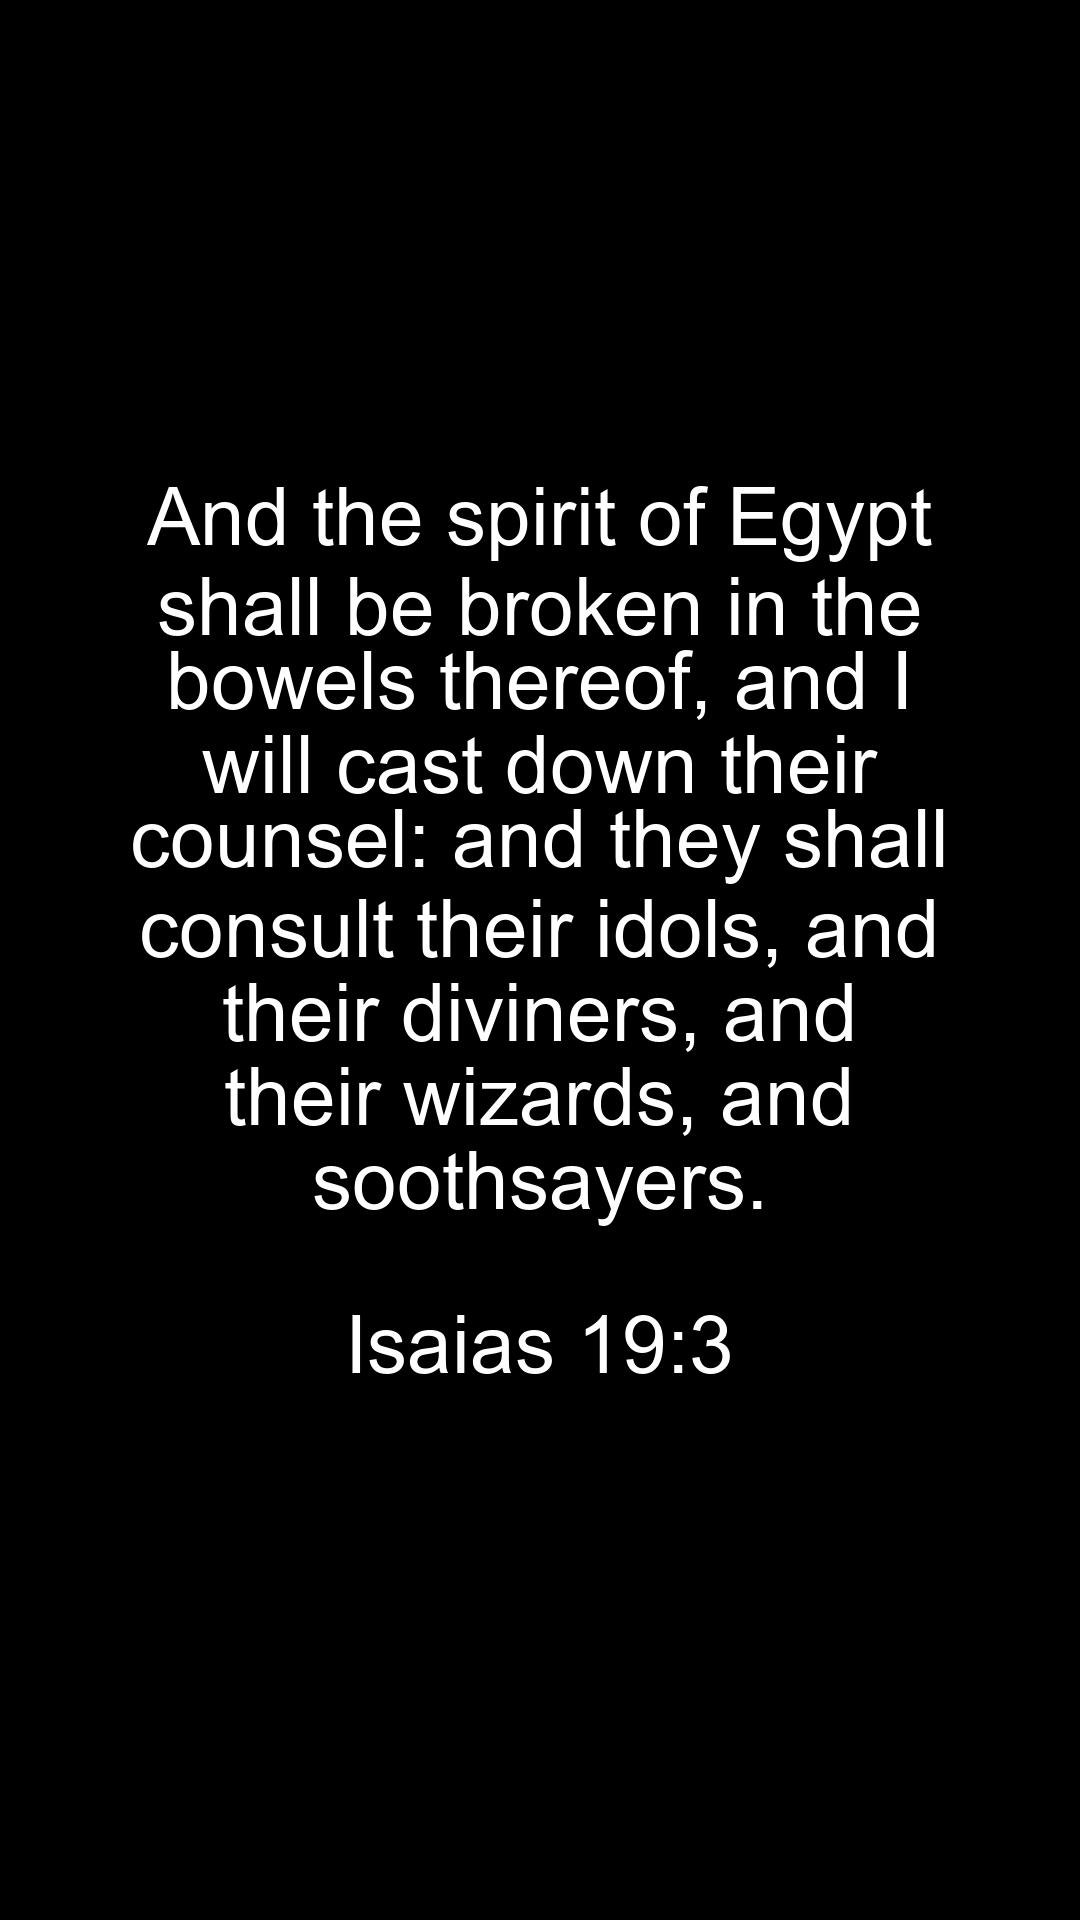 And the spirit of Egypt
shall be broken in the
bowels thereof, and I
will cast down their
counsel: and they shall
consult their idols, and
their diviners, and
their wizards, and
soothsayers.
Isaias 19:3